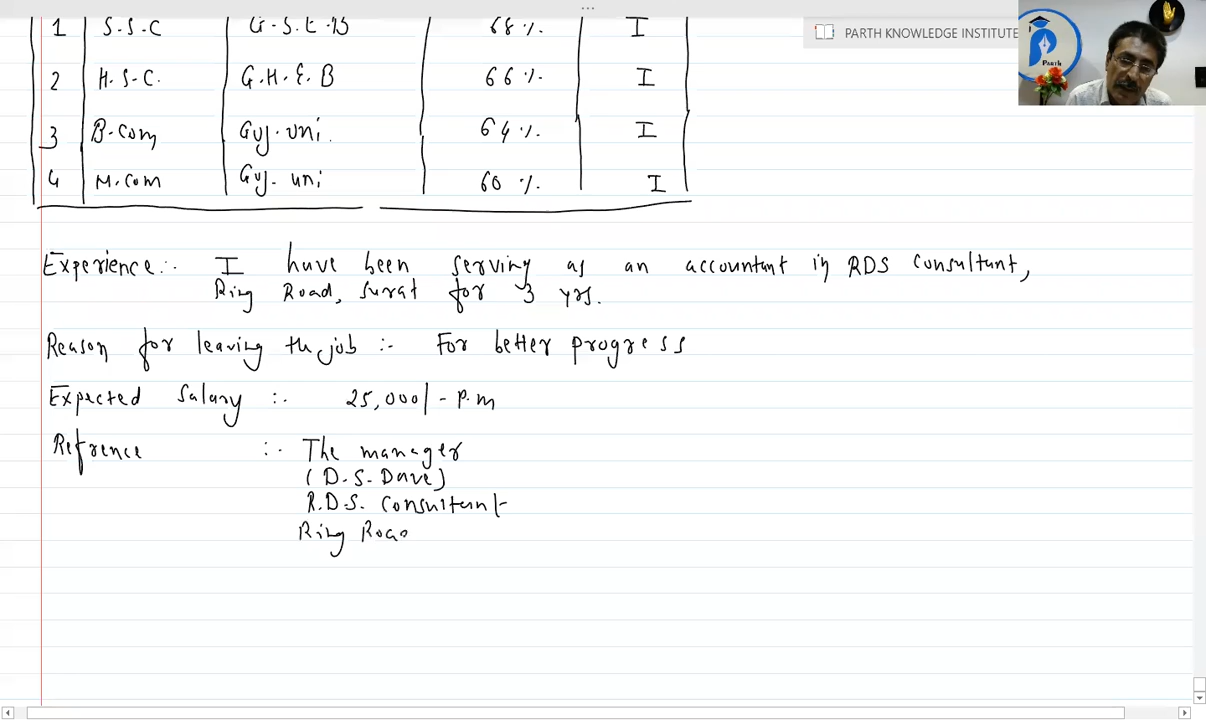 1 S.S.C G.S.E.B 68 %. I
PARTH KNOWLEDGE INSTITUTE
Parth
2 H.S.C. G.H.E.B 66 %. I
3 B.com Guj. uni. 64 %. I
4 M.com Guj. uni 60 %. I
Experience :. I have been serving as an accountant in RDS consultant,
Ring Road, surat for 3 yrs.
Reason for leaving the job :- For better progress
Expected Salary :. 25,000/- P.m
Refrence :- The manager
(D.S. Dave)
R.D.S. consultant
Ring Roa